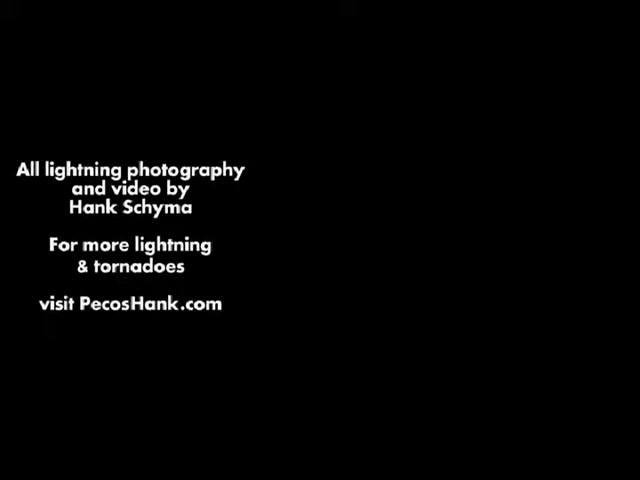 All lightning photography
and video by
Hank Schyma
For more lightning
& tornadoes
visit PecosHank.com